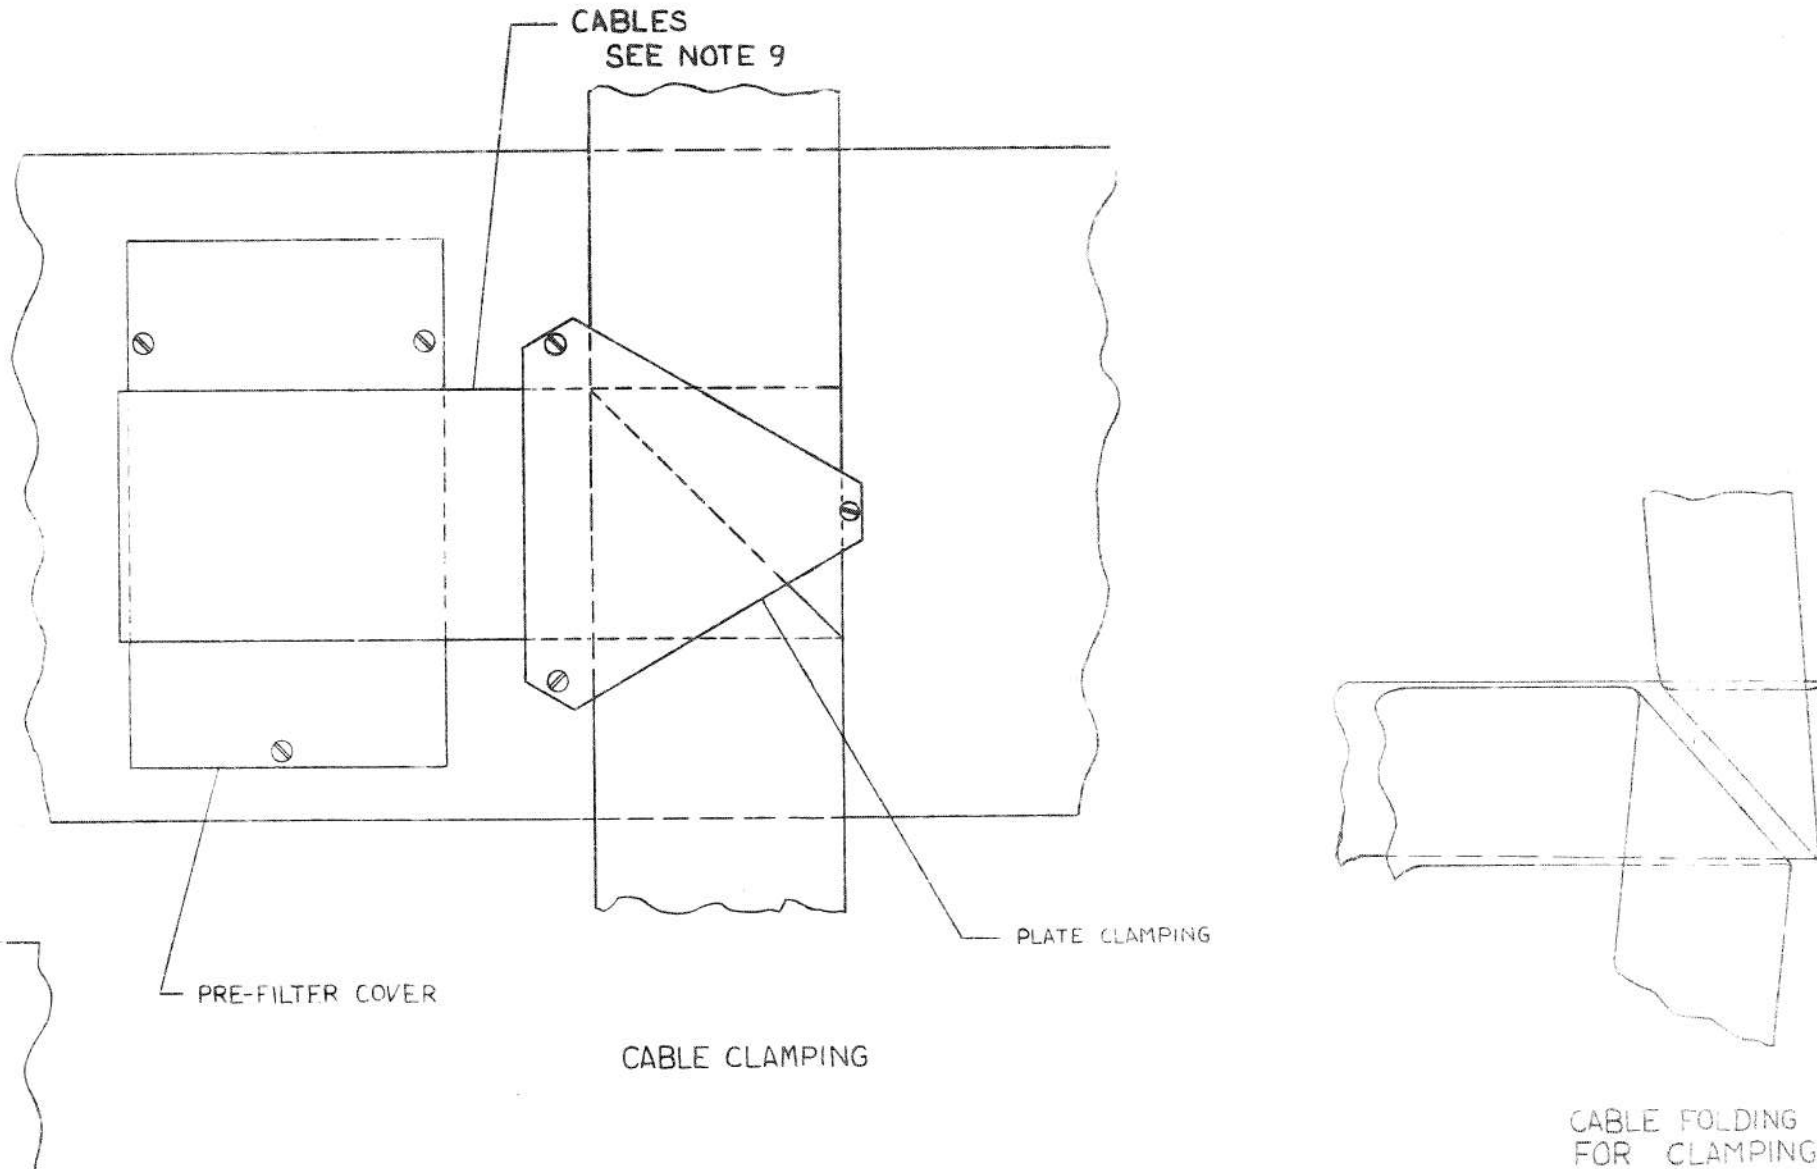 CABLES
SEE NOTE 9
PLATE CLAMPING
PRE-FILTER COVER
CABLE CLAMPING
CABLE FOLDING
FOR CLAMPING